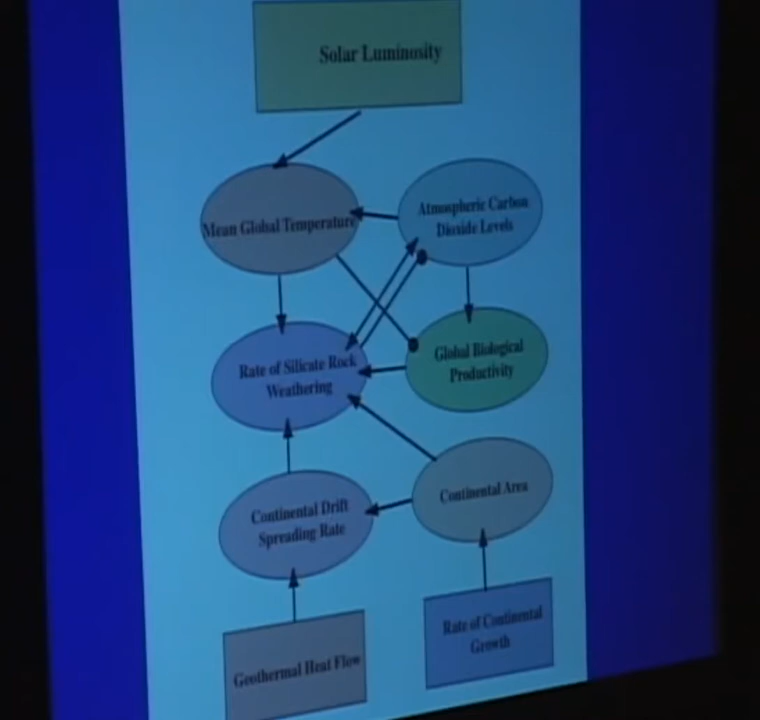 Solar Luminosity
Mean Global Temperature
Atmospheric Carbon
Dioxide Levels
Rate of Silicate Rock
Weathering
Global Biological
Productivity
Continental Drift
Spreading Rate
Continental Area
Geothermal Heat Flow
Rate of Continental
Growth